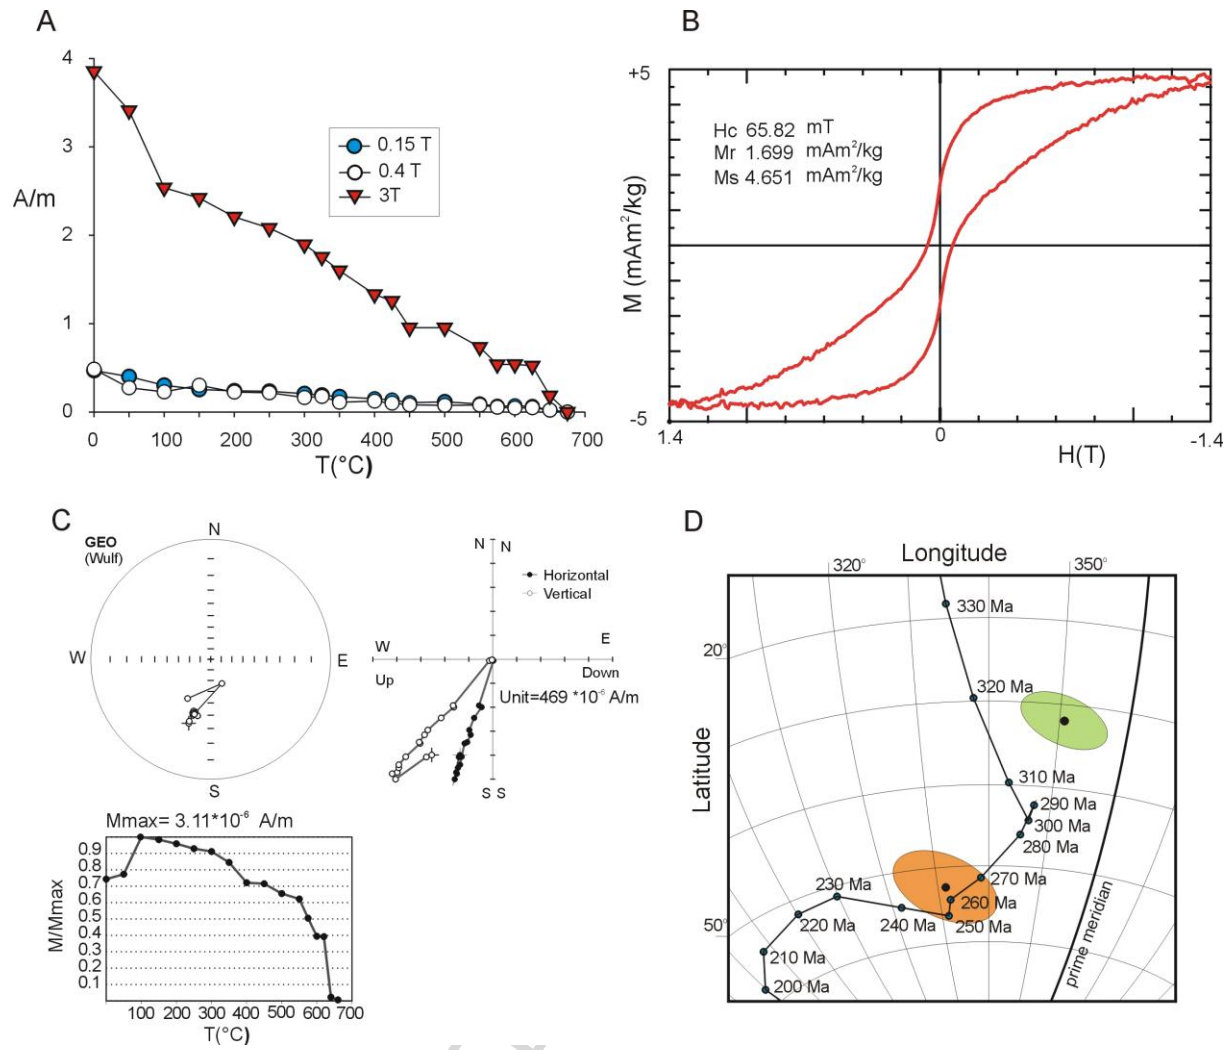 A
4
3
A/m
2
1
0
0.15 T
0.4 T
3T
0 100 200 300 400 500 600 700
T(°C)
B
+5
M (mAm²/kg)
-5
Hc 65.82 mT
Mr 1.699 mAm²/kg
Ms 4.651 mAm²/kg
1.4 0 -1.4
H(T)
C
GEO
(Wulf)
N
W
E
S
N N
Horizontal
Vertical
W
E
Up
Down
Unit=469 *10⁻⁶ A/m
S S
Mmax= 3.11*10⁻⁶ A/m
M/Mmax
0.9
0.8
0.7
0.6
0.5
0.4
0.3
0.2
0.1
100 200 300 400 500 600 700
T(°C)
D
Longitude
320° 350°
Latitude
20°
50°
330 Ma
320 Ma
310 Ma
290 Ma
300 Ma
280 Ma
270 Ma
260 Ma
250 Ma
240 Ma
230 Ma
220 Ma
210 Ma
200 Ma
prime meridian